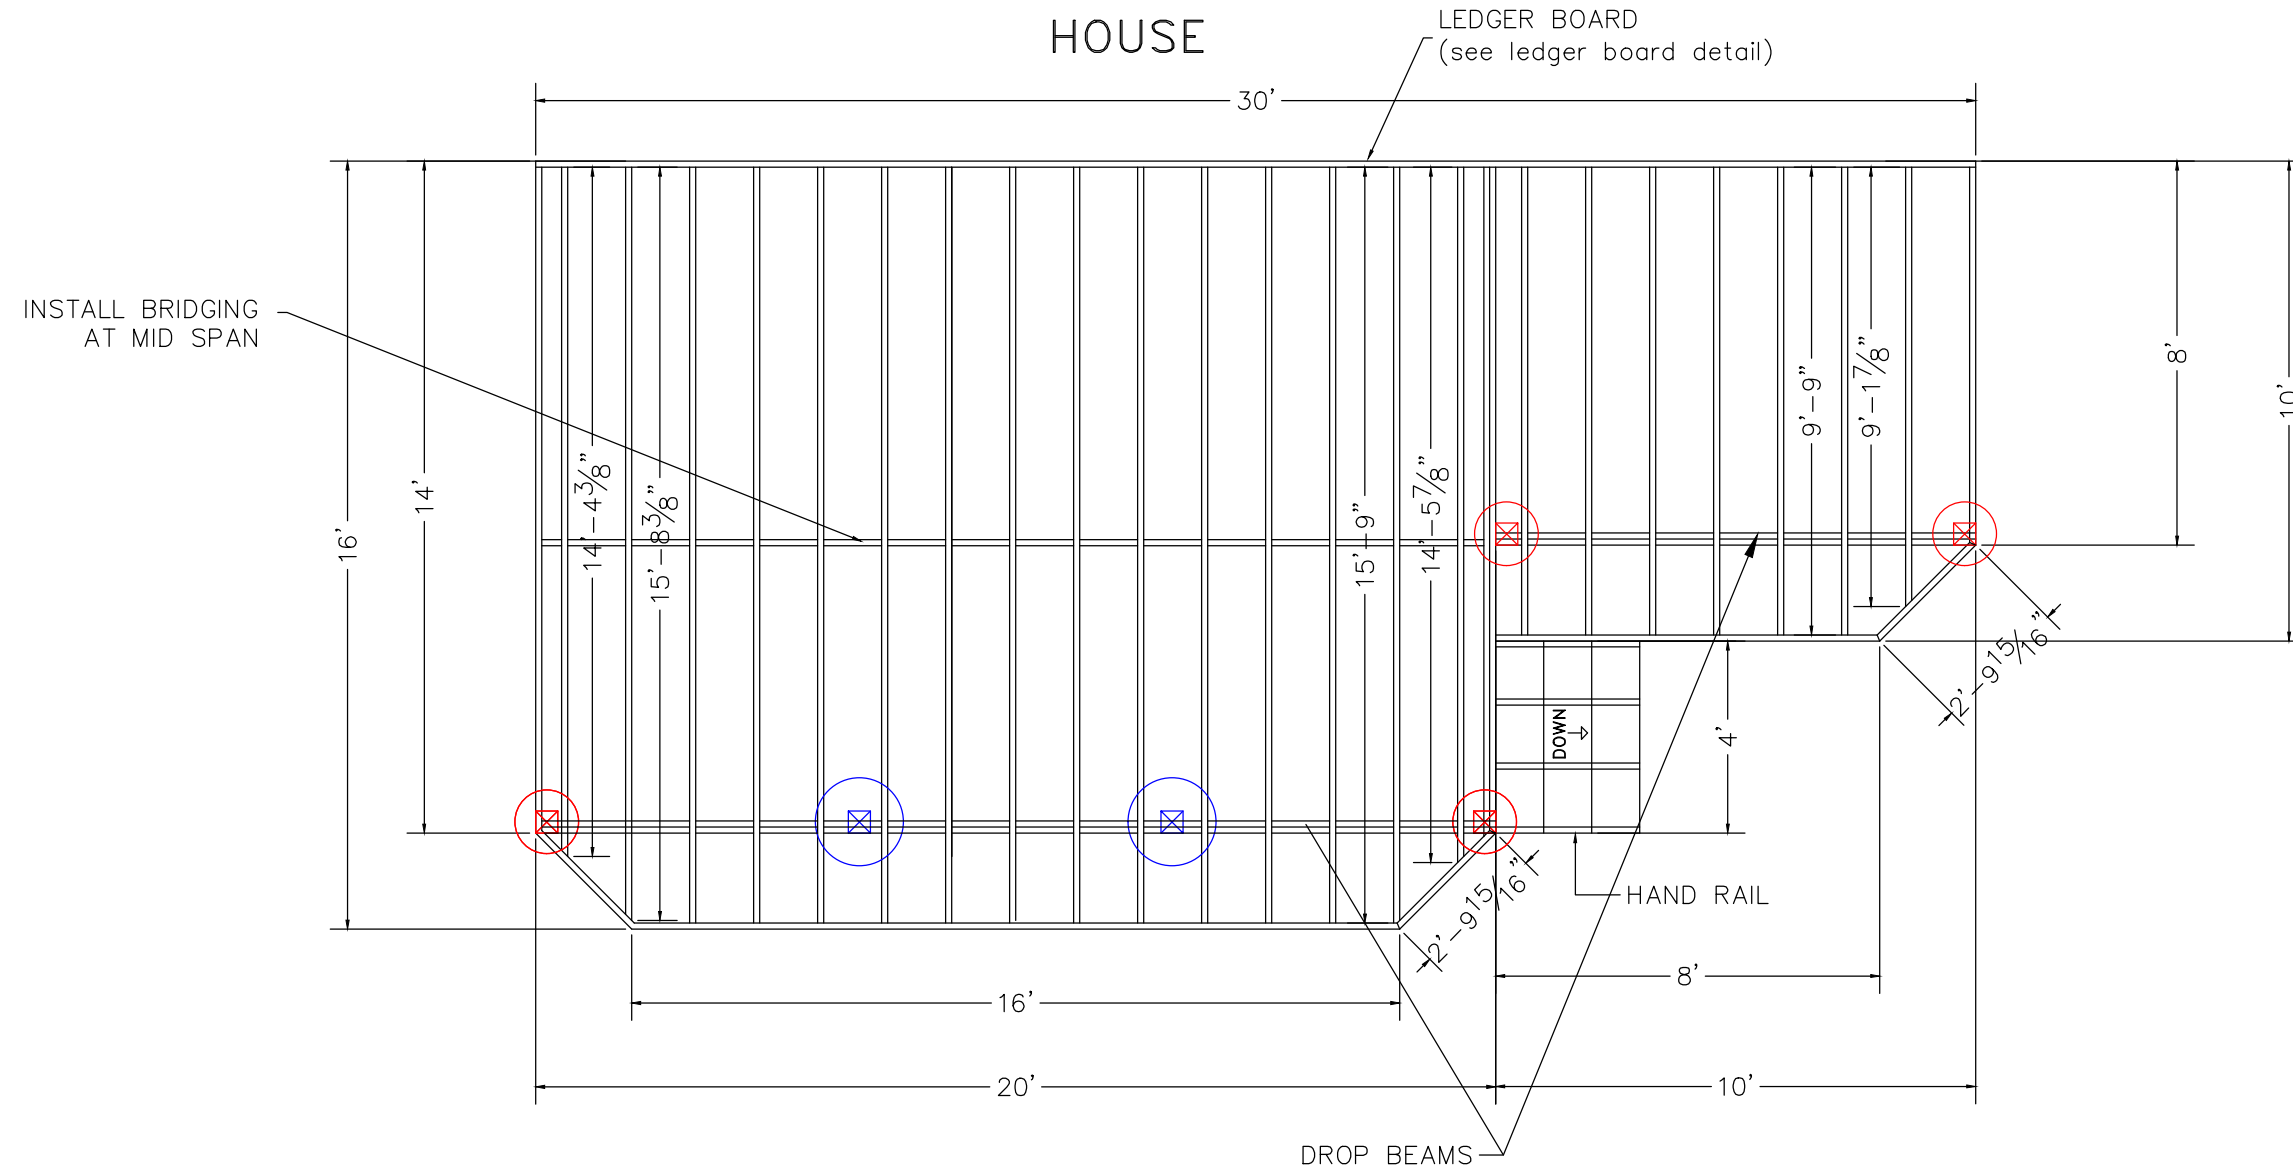 HOUSE
LEDGER BOARD
(see ledger board detail)
30'
INSTALL BRIDGING
AT MID SPAN
16'
14'
14'-4 3/8"
15'-8 3/8"
15'-9"
14'-5 7/8"
9'-9"
9'-1 7/8"
8'
10'
2'-9 15/16"
DOWN
4'
HAND RAIL
2'-9 15/16"
8'
16'
20'
10'
DROP BEAMS